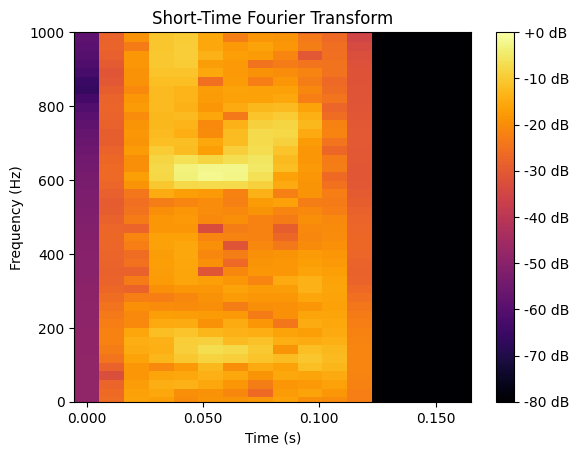 Short-Time Fourier Transform
1000
800
600
400
200
0
Frequency (Hz)
0.000
0.050
0.100
0.150
Time (s)
+0 dB
-10 dB
-20 dB
-30 dB
-40 dB
-50 dB
-60 dB
-70 dB
-80 dB